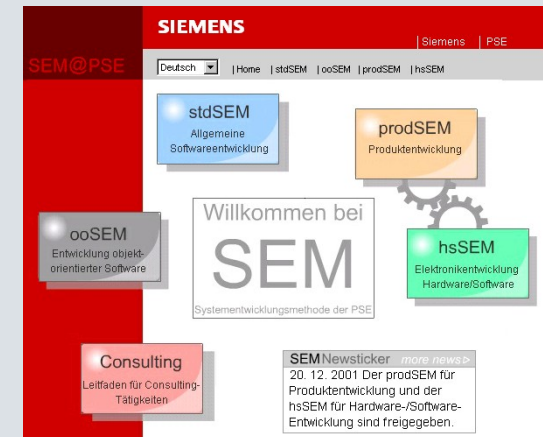 SIEMENS
|Siemens |PSE
SEM@PSE
Deutsch |Home |stdSEM |ooSEM |prodSEM |hsSEM
stdSEM
Allgemeine
Softwareentwicklung
prodSEM
Produktentwicklung
Willkommen bei
SEM
Systementwicklungsmethode der PSE
ooSEM
Entwicklung objekt-
orientierter Software
hsSEM
Elektronikentwicklung
Hardware/Software
Consulting
Leitfaden für Consulting-
Tätigkeiten
SEM Newsticker more news>
20. 12. 2001 Der prodSEM für
Produktentwicklung und der
hsSEM für Hardware-/Software-
Entwicklung sind freigegeben.